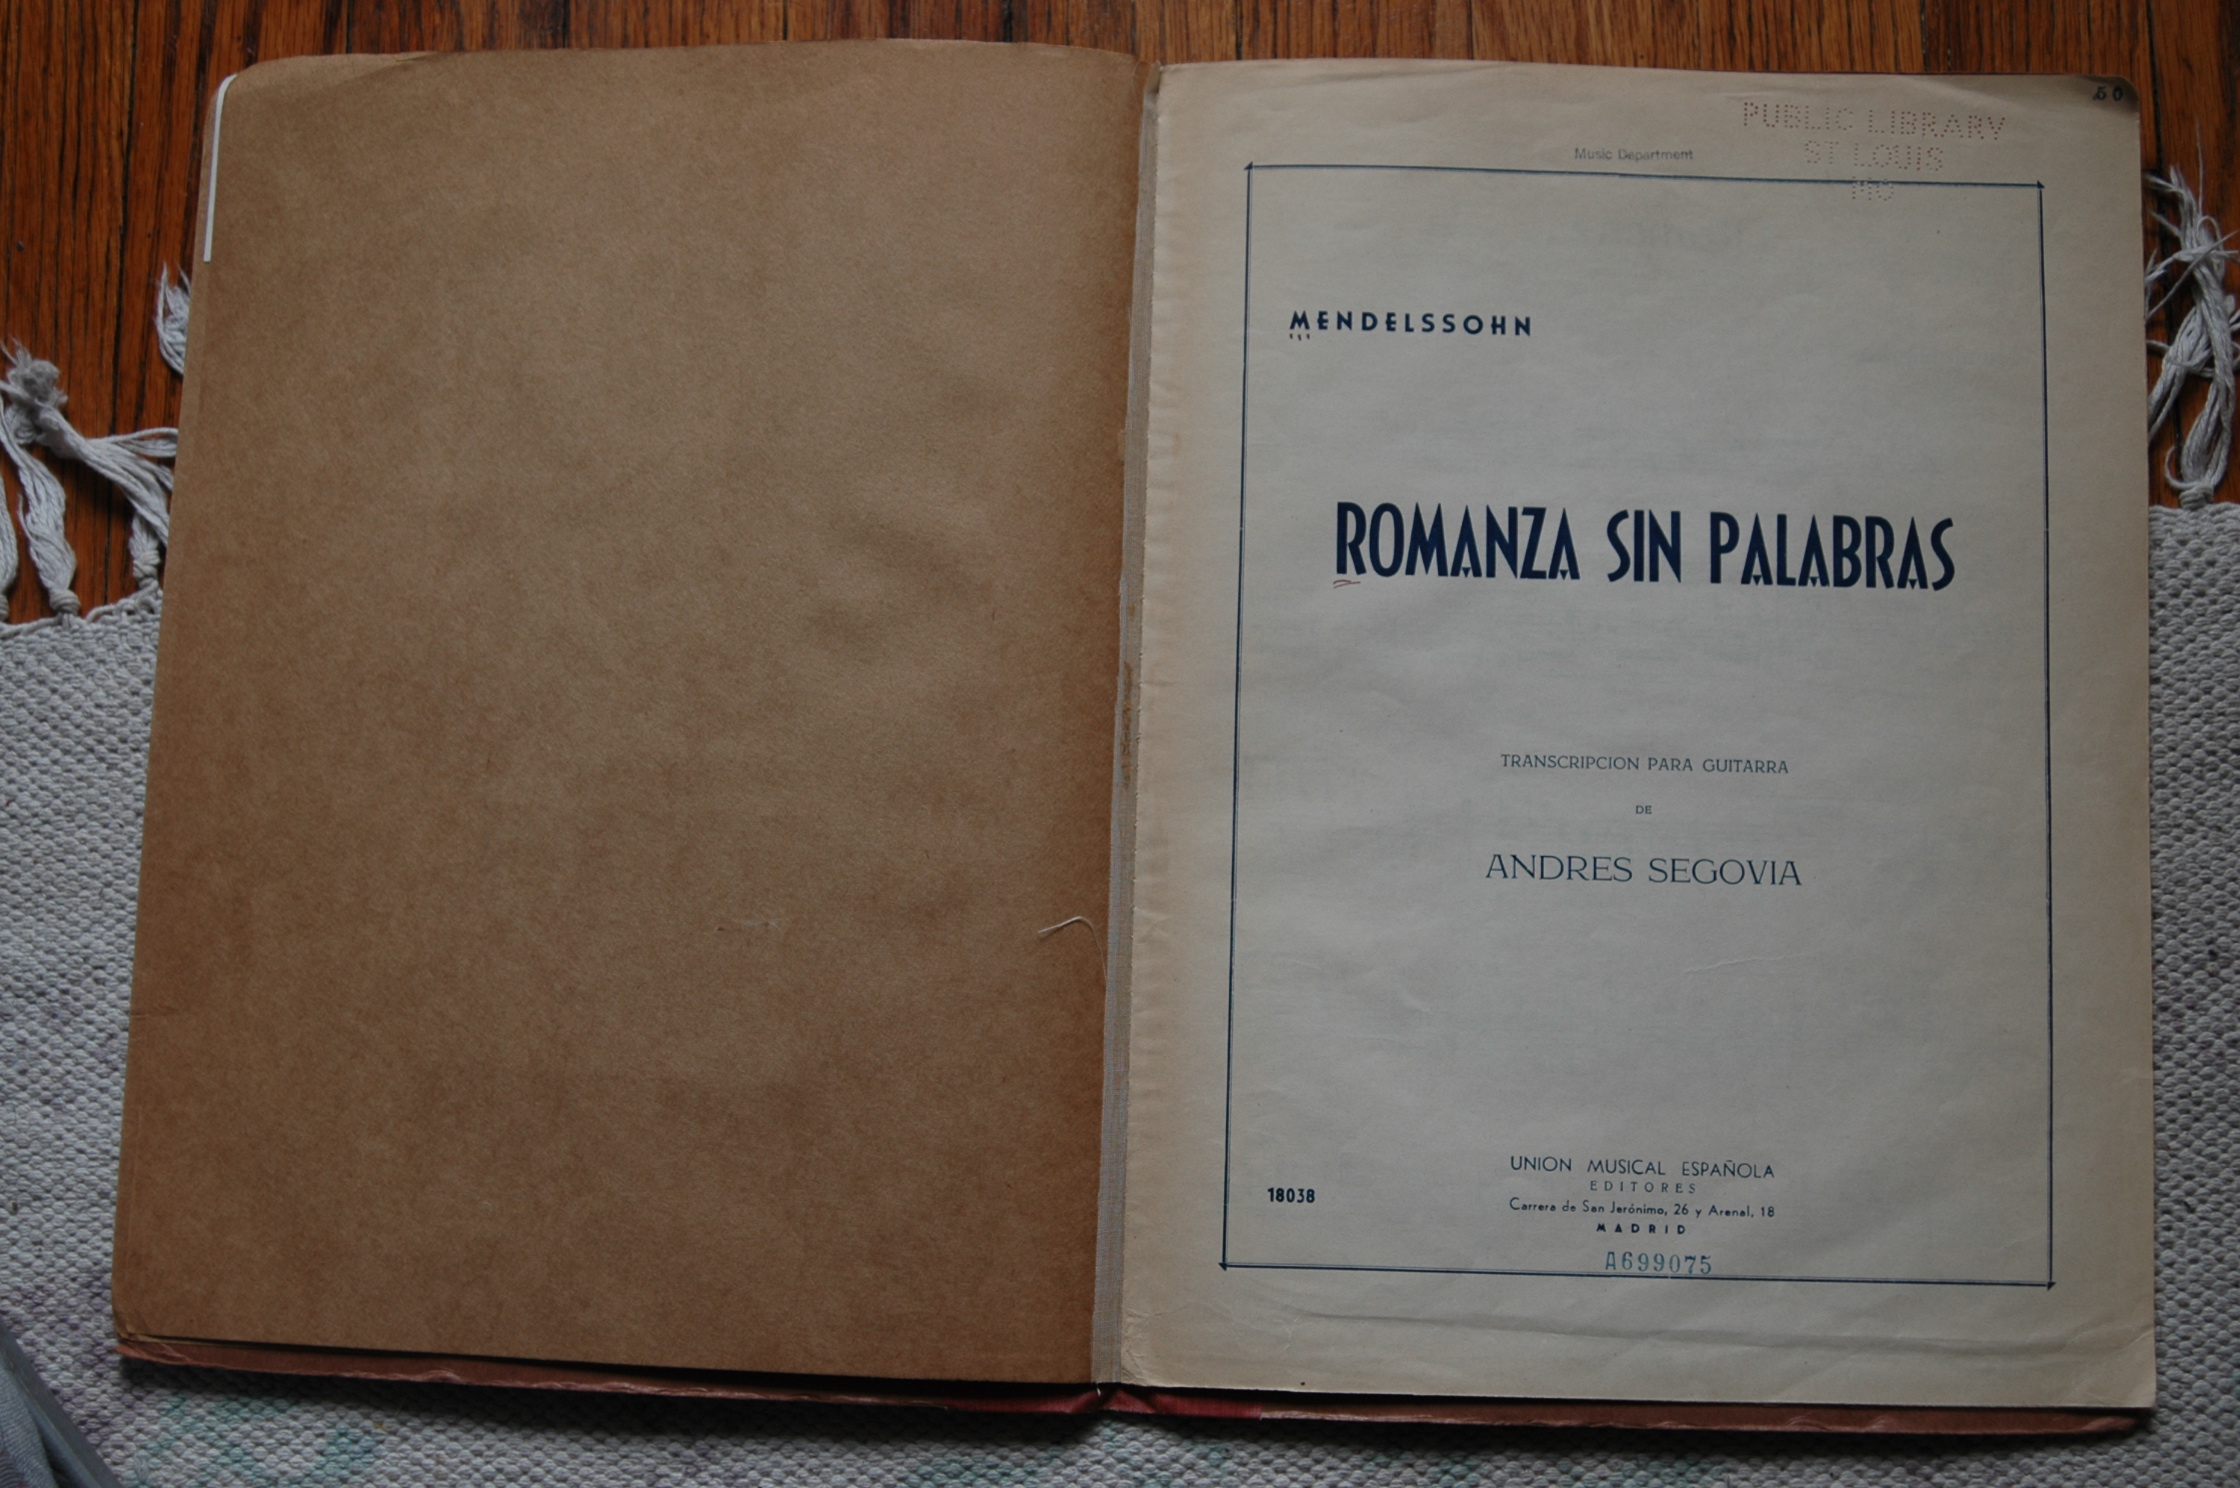 50
PUBLIC LIBRARY
Music Department
ST LOUIS
MO
MENDELSSOHN
ROMANZA SIN PALABRAS
TRANSCRIPCION PARA GUITARRA
DE
ANDRES SEGOVIA
UNION MUSICAL ESPAÑOLA
EDITORES
18038
Carrera de San Jerónimo, 26 y Arenal, 18
MADRID
A699075